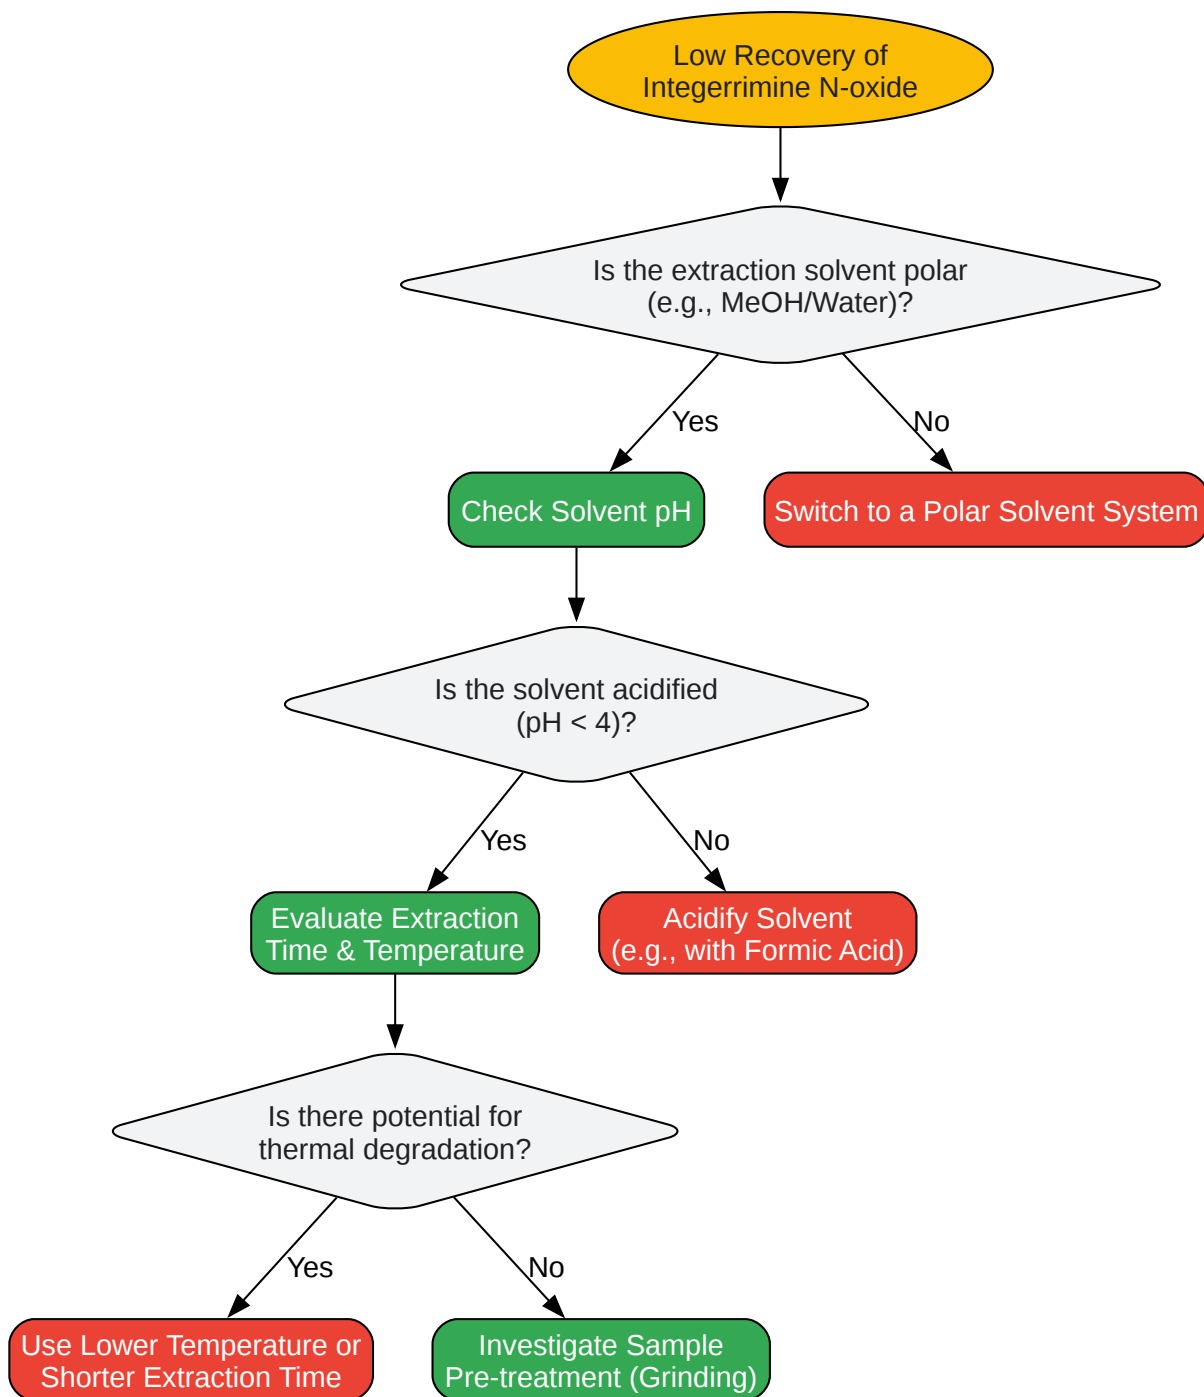 Low Recovery of
Integerrimine N-oxide
Is the extraction solvent polar
(e.g., MeOH/Water)?
Yes
No
Check Solvent pH
Switch to a Polar Solvent System
Is the solvent acidified
(pH < 4)?
Yes
No
Evaluate Extraction
Time & Temperature
Acidify Solvent
(e.g., with Formic Acid)
Is there potential for
thermal degradation?
Yes
No
Use Lower Temperature or
Shorter Extraction Time
Investigate Sample
Pre-treatment (Grinding)